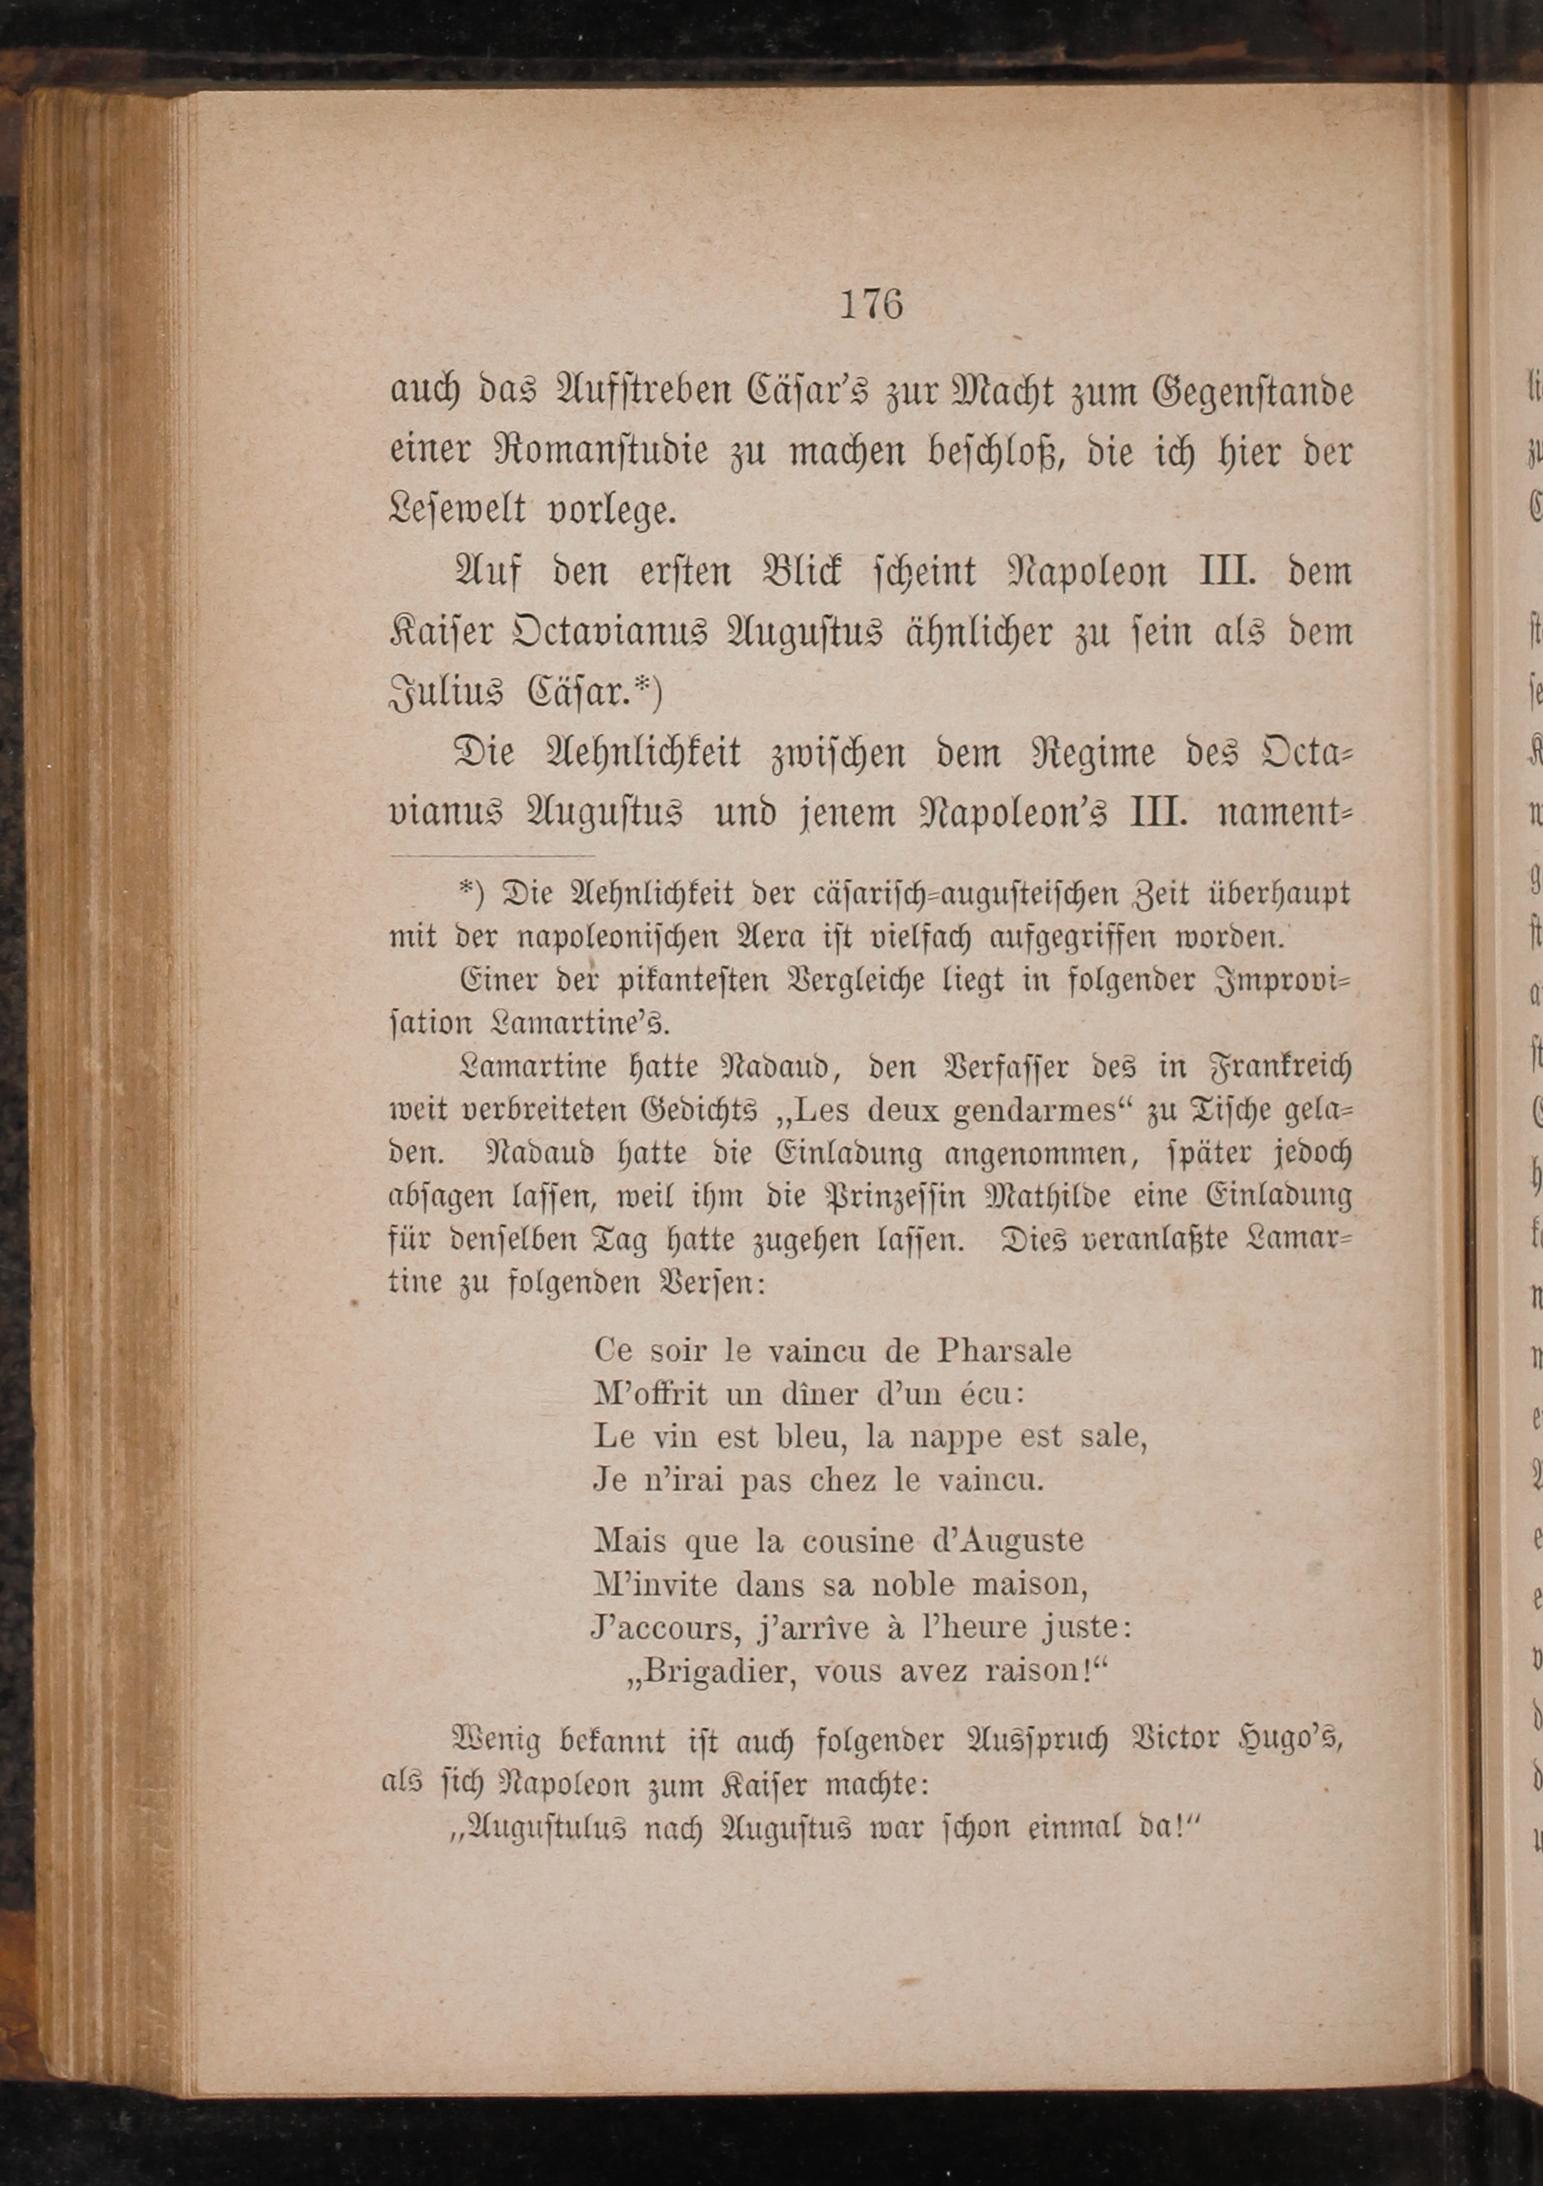 176
auch das Aufſtreben Cäſar’s zur Macht zum Gegenſtande
einer Romanſtudie zu machen beſchloß, die ich hier der
Leſewelt vorlege.
Auf den erſten Blick ſcheint Napoleon III. dem
Kaiſer Octavianus Auguſtus ähnlicher zu ſein als dem
Julius Cäſar.*)
Die Aehnlichkeit zwiſchen dem Regime des Octa-
vianus Auguſtus und jenem Napoleon’s III. nament-
*) Die Aehnlichkeit der cäſariſch-auguſteiſchen Zeit überhaupt
mit der napoleoniſchen Aera iſt vielfach aufgegriffen worden.
Einer der pikanteſten Vergleiche liegt in folgender Improvi-
ſation Lamartine’s.
Lamartine hatte Nadaud, den Verfaſſer des in Frankreich
weit verbreiteten Gedichts „Les deux gendarmes“ zu Tiſche gela-
den. Nadaud hatte die Einladung angenommen, ſpäter jedoch
abſagen laſſen, weil ihm die Prinzeſſin Mathilde eine Einladung
für denſelben Tag hatte zugehen laſſen. Dies veranlaßte Lamar-
tine zu folgenden Verſen:
Ce soir le vaincu de Pharsale
M’offrit un dîner d’un écu:
Le vin est bleu, la nappe est sale,
Je n’irai pas chez le vaincu.
Mais que la cousine d’Auguste
M’invite dans sa noble maison,
J’accours, j’arrîve à l’heure juste:
„Brigadier, vous avez raison!“
Wenig bekannt iſt auch folgender Ausſpruch Victor Hugo’s,
als ſich Napoleon zum Kaiſer machte:
„Auguſtulus nach Auguſtus war ſchon einmal da!“